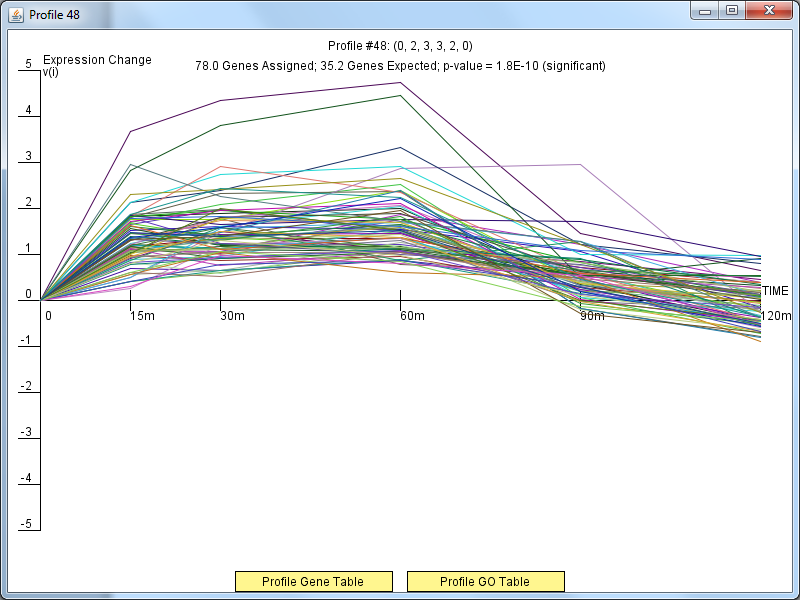 Profile 48
Profile #48: (0, 2, 3, 3, 2, 0)
78.0 Genes Assigned; 35.2 Genes Expected; p-value = 1.8E-10 (significant)
Expression Change
v(i)
5
4
3
2
1
0
-1
-2
-3
-4
-5
TIME
0 15m 30m 60m 90m 120m
Profile Gene Table
Profile GO Table